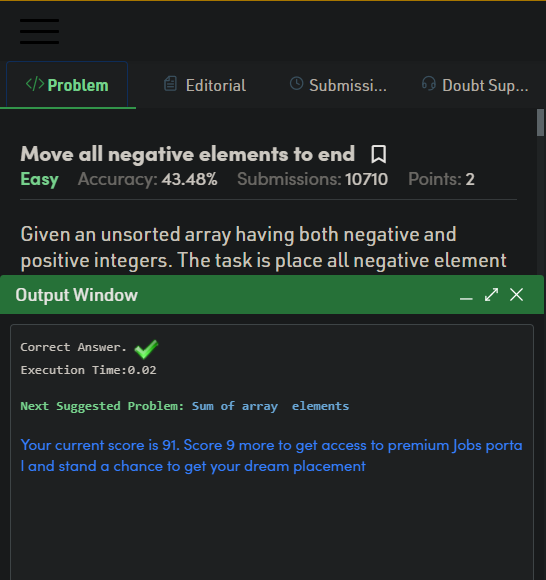 </> Problem Editorial Submissi... Doubt Sup...
Move all negative elements to end
Easy Accuracy: 43.48% Submissions: 10710 Points: 2
Given an unsorted array having both negative and
positive integers. The task is place all negative element
Output Window
Correct Answer.
Execution Time:0.02
Next Suggested Problem: Sum of array elements
Your current score is 91. Score 9 more to get access to premium Jobs porta
l and stand a chance to get your dream placement